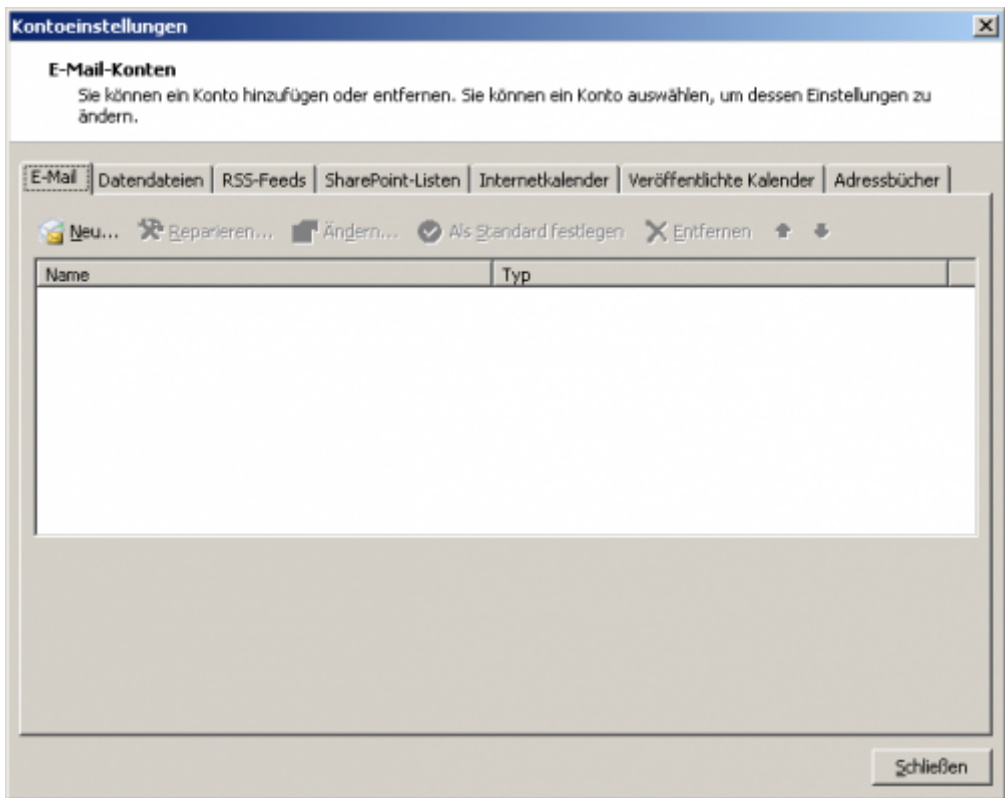 Kontoeinstellungen
E-Mail-Konten
Sie können ein Konto hinzufügen oder entfernen. Sie können ein Konto auswählen, um dessen Einstellungen zu
ändern.
E-Mail Datendateien RSS-Feeds SharePoint-Listen Internetkalender Veröffentlichte Kalender Adressbücher
Neu... Reparieren... Ändern... Als Standard festlegen Entfernen
Name Typ
Schließen